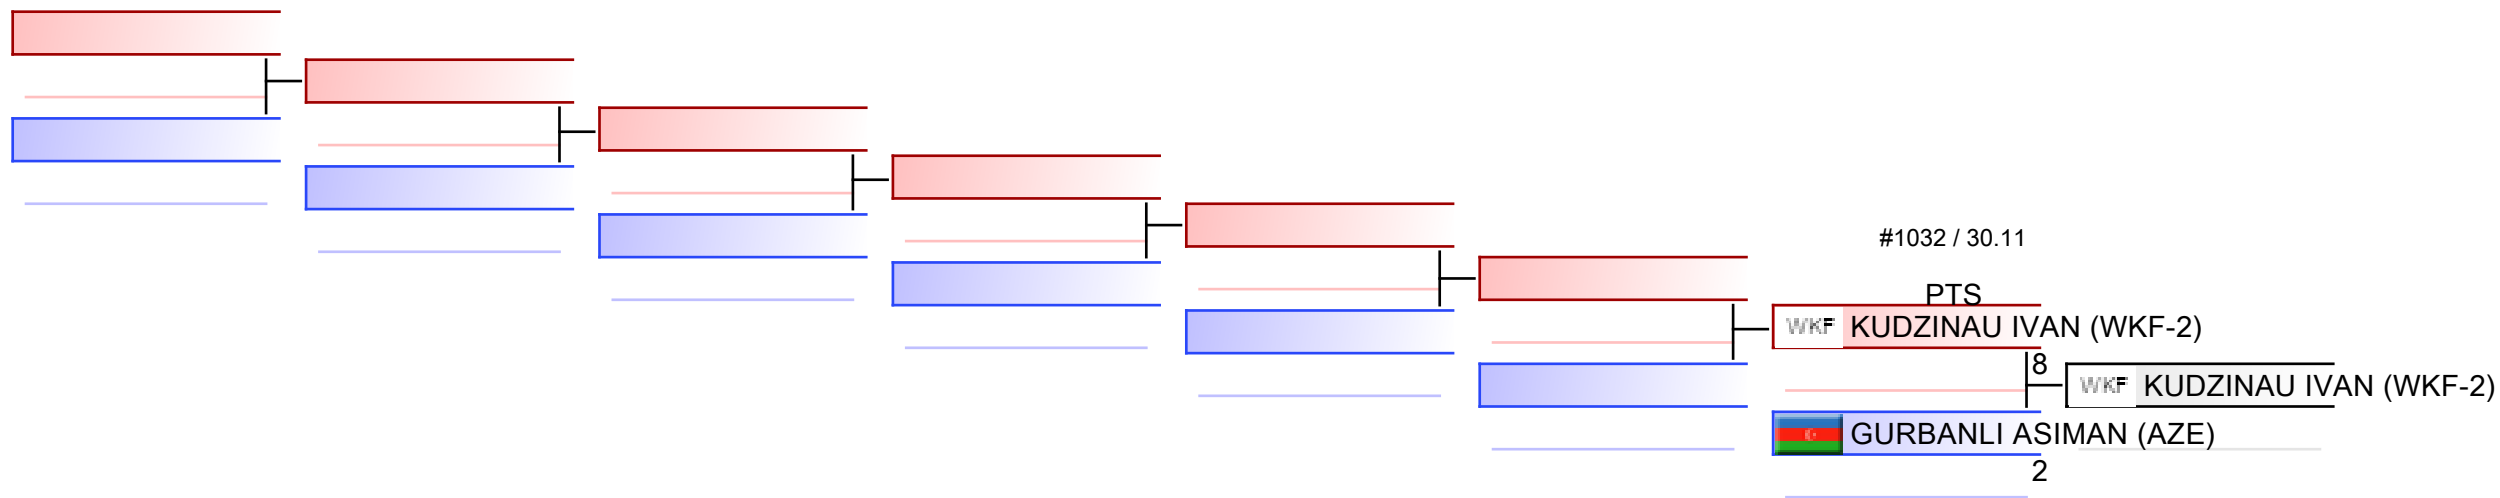 #1032 / 30.11
PTS
WKF KUDZINAU IVAN (WKF-2)
8
WKF KUDZINAU IVAN (WKF-2)
GURBANLI ASIMAN (AZE)
2